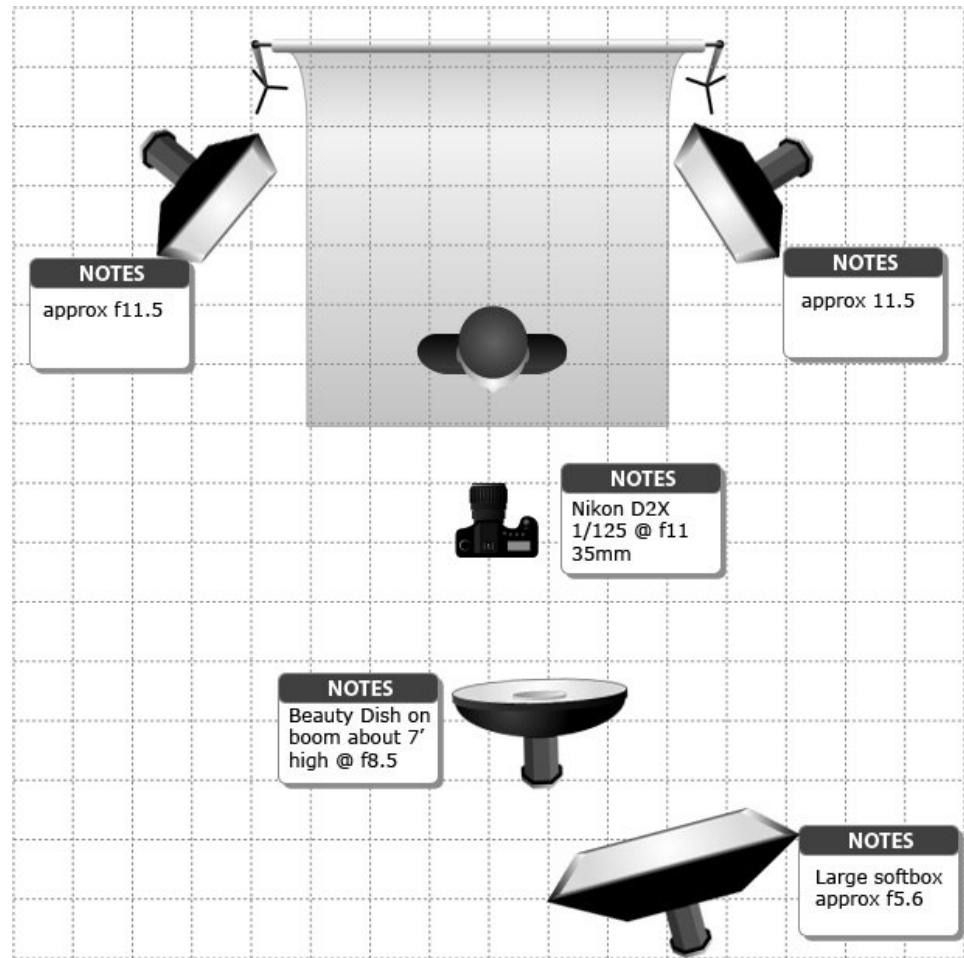 NOTES
approx f11.5
NOTES
approx 11.5
NOTES
Nikon D2X
1/125 @ f11
35mm
NOTES
Beauty Dish on
boom about 7'
high @ f8.5
NOTES
Large softbox
approx f5.6